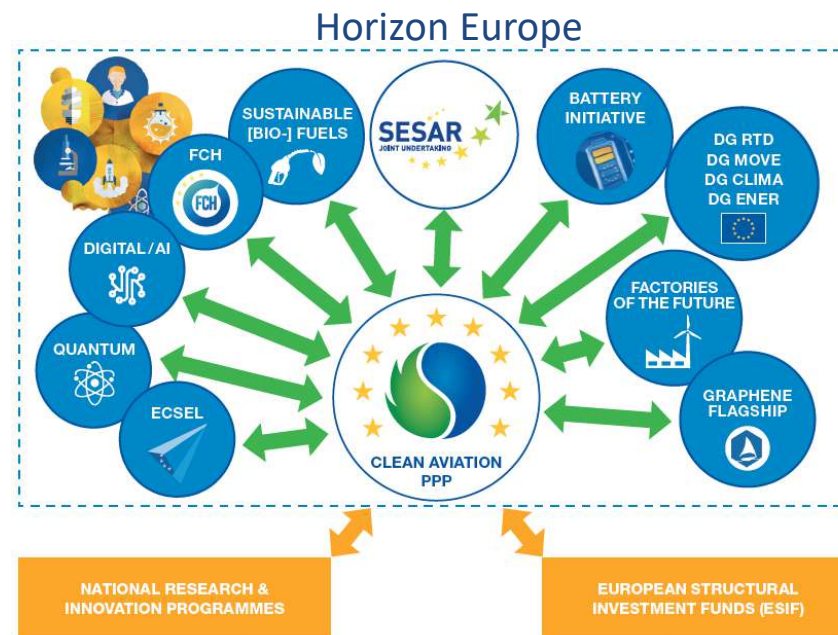 Horizon Europe
SUSTAINABLE
[BIO-] FUELS
SESAR
JOINT UNDERTAKING
BATTERY
INITIATIVE
DG RTD
DG MOVE
DG CLIMA
DG ENER
FCH
FCH
DIGITAL/AI
FACTORIES
OF THE FUTURE
QUANTUM
GRAPHENE
FLAGSHIP
ECSEL
CLEAN AVIATION
PPP
NATIONAL RESEARCH &
INNOVATION PROGRAMMES
EUROPEAN STRUCTURAL
INVESTMENT FUNDS (ESIF)